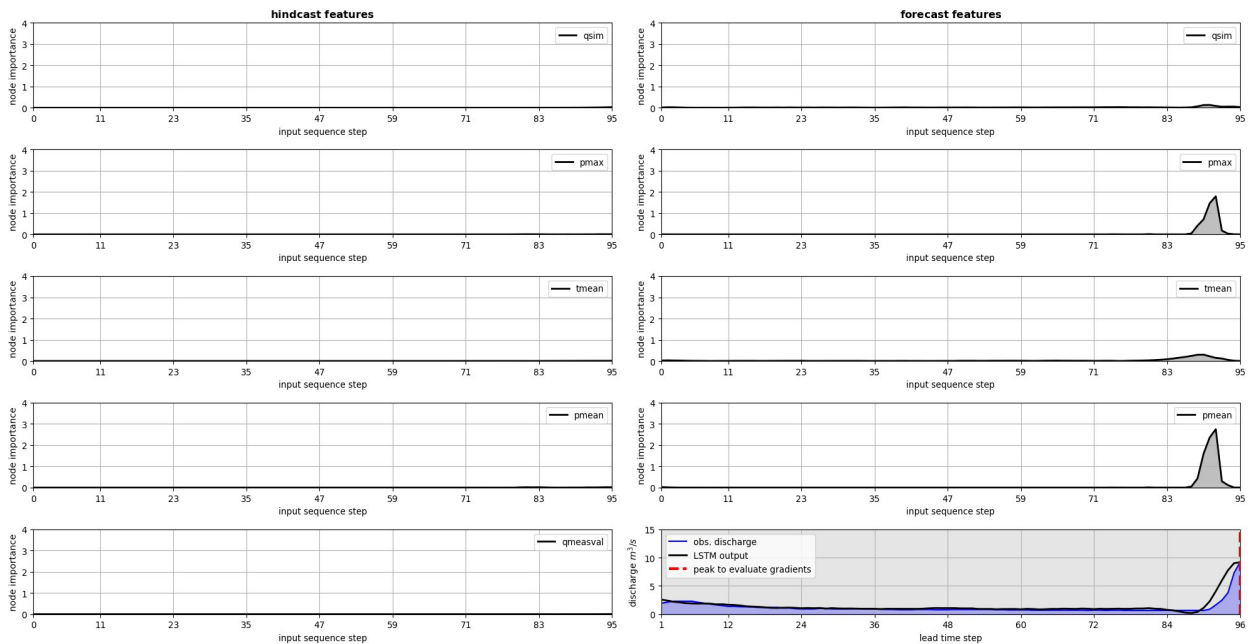 hindcast features
node importance
4
3
2
1
0
qsim
0 11 23 35 47 59 71 83 95
input sequence step
node importance
4
3
2
1
0
pmax
0 11 23 35 47 59 71 83 95
input sequence step
node importance
4
3
2
1
0
tmean
0 11 23 35 47 59 71 83 95
input sequence step
node importance
4
3
2
1
0
pmean
0 11 23 35 47 59 71 83 95
input sequence step
node importance
4
3
2
1
0
qmeasval
0 11 23 35 47 59 71 83 95
input sequence step
forecast features
node importance
4
3
2
1
0
qsim
0 11 23 35 47 59 71 83 95
input sequence step
node importance
4
3
2
1
0
pmax
0 11 23 35 47 59 71 83 95
input sequence step
node importance
4
3
2
1
0
tmean
0 11 23 35 47 59 71 83 95
input sequence step
node importance
4
3
2
1
0
pmean
0 11 23 35 47 59 71 83 95
input sequence step
discharge m³/s
15
10
5
0
obs. discharge
LSTM output
peak to evaluate gradients
1 12 24 36 48 60 72 84 96
lead time step